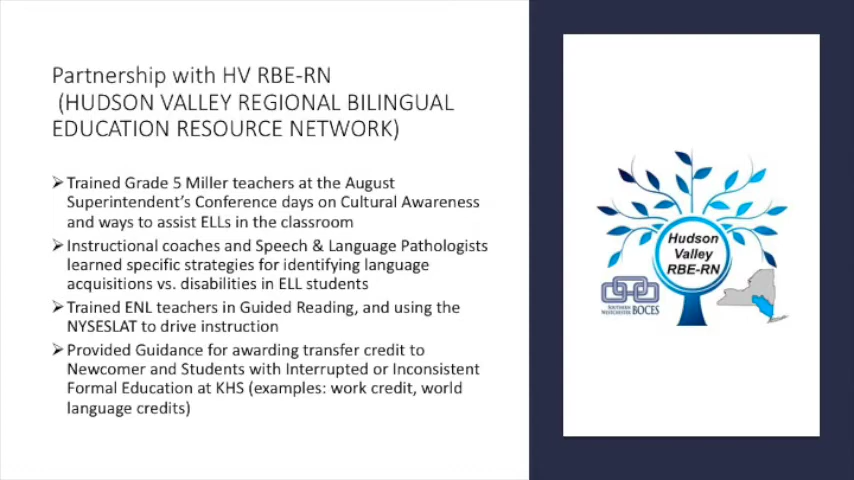 Partnership with HV RBE-RN
(HUDSON VALLEY REGIONAL BILINGUAL
EDUCATION RESOURCE NETWORK)
➢Trained Grade 5 Miller teachers at the August
Superintendent's Conference days on Cultural Awareness
and ways to assist ELLs in the classroom
➢Instructional coaches and Speech & Language Pathologists
learned specific strategies for identifying language
acquisitions vs. disabilities in ELL students
➢Trained ENL teachers in Guided Reading, and using the
NYSESLAT to drive instruction
➢Provided Guidance for awarding transfer credit to
Newcomer and Students with Interrupted or Inconsistent
Formal Education at KHS (examples: work credit, world
language credits)
Hudson
Valley
RBE-RN
SOUTHERN
WESTCHESTER BOCES